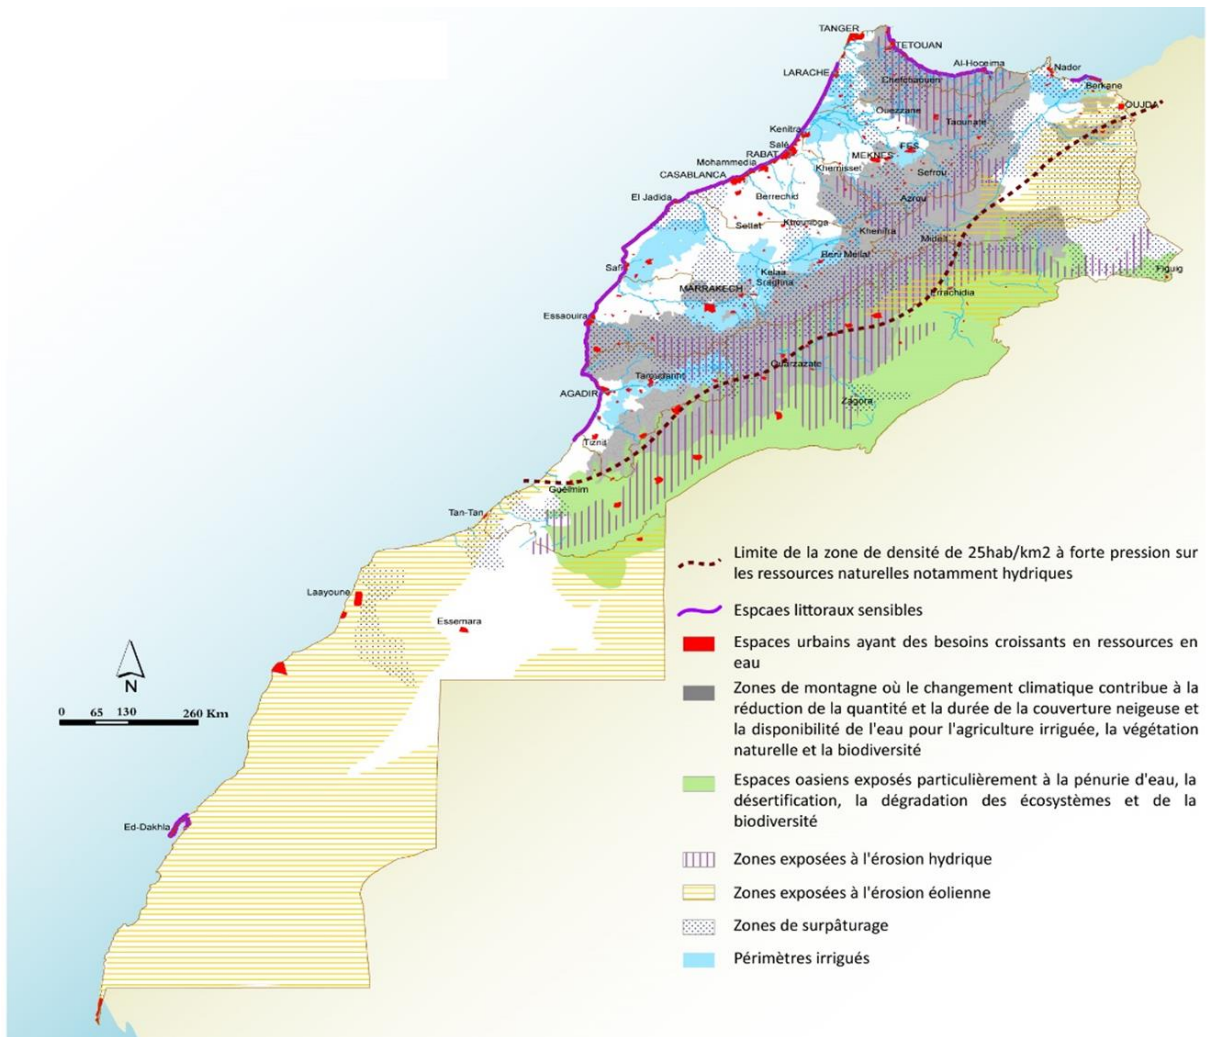 TANGER
TETOUAN
LARACHE
Al-Hoceima
Nador
Chefchaouen
Berkane
OUJDA
Ouezzane
Taounate
Kenitra
Salé
RABAT
MEKNES
FES
Mohammedia
Khemisset
Sefrou
CASABLANCA
El Jadida
Berrechid
Azrou
Settat
Khouribga
Khenifra
Midelt
Beni Mellal
Safi
Kelaa
Sraghna
Figuig
MARRAKECH
Errachidia
Essaouira
Ouarzazate
Taroudannt
AGADIR
Zagora
Tiznit
Guelmim
Tan-Tan
Laayoune
Essemara
Ed-Dakhla
N
0 65 130 260 Km
Limite de la zone de densité de 25hab/km2 à forte pression sur
les ressources naturelles notamment hydriques
Espcaes littoraux sensibles
Espaces urbains ayant des besoins croissants en ressources en
eau
Zones de montagne où le changement climatique contribue à la
réduction de la quantité et la durée de la couverture neigeuse et
la disponibilité de l'eau pour l'agriculture irriguée, la végétation
naturelle et la biodiversité
Espaces oasiens exposés particulièrement à la pénurie d'eau, la
désertification, la dégradation des écosystèmes et de la
biodiversité
Zones exposées à l'érosion hydrique
Zones exposées à l'érosion éolienne
Zones de surpâturage
Périmètres irrigués